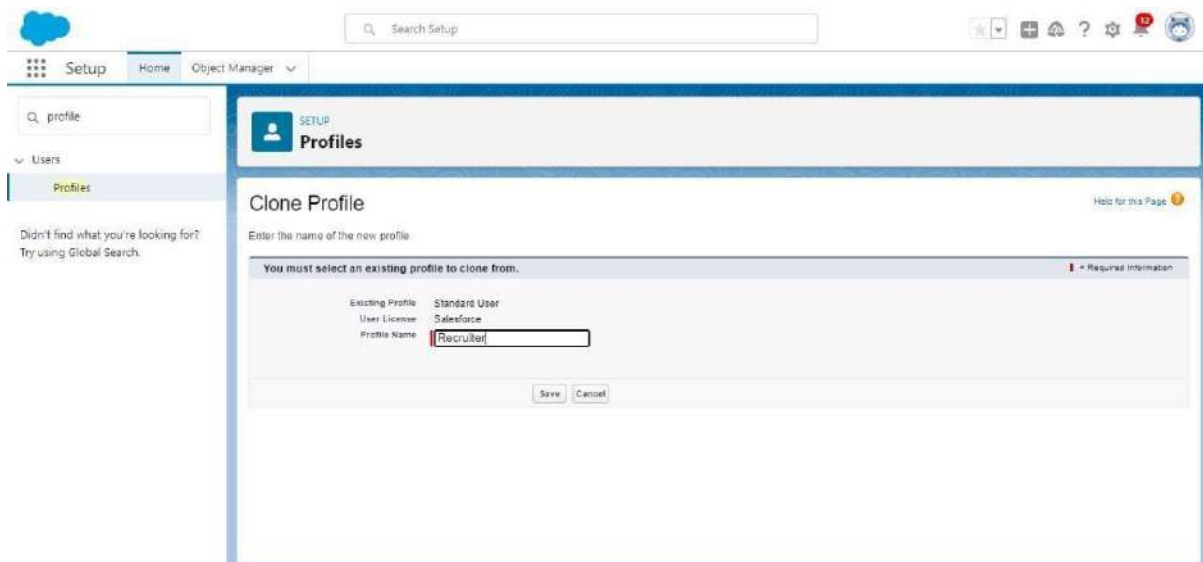 Search Setup
12
Setup Home Object Manager
profile
Users
Profiles
Didn't find what you're looking for?
Try using Global Search.
SETUP
Profiles
Clone Profile
Help for this Page
Enter the name of the new profile.
You must select an existing profile to clone from.
= Required Information
Existing Profile Standard User
User License Salesforce
Profile Name Recruiter
Save Cancel